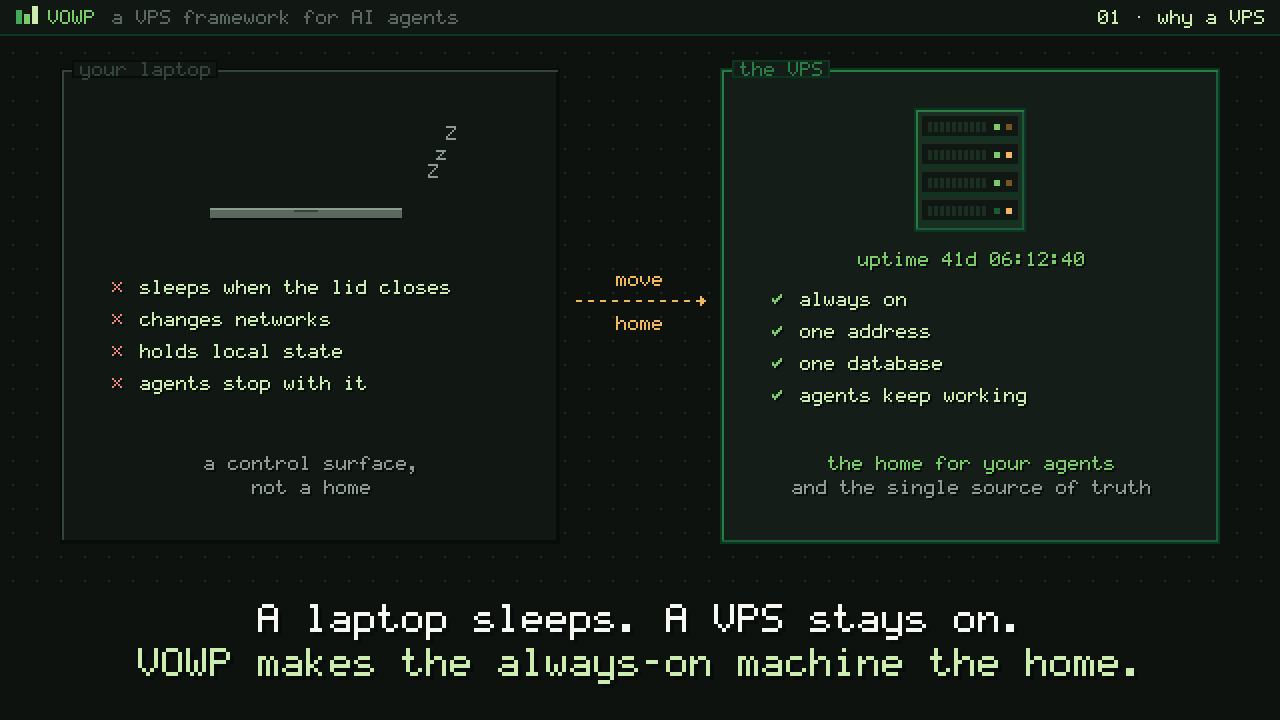 VOWP a VPS framework for AI agents
01 · why a VPS
your laptop
z
z
z
× sleeps when the lid closes
× changes networks
× holds local state
× agents stop with it
a control surface,
not a home
move
home
the VPS
uptime 41d 06:12:40
✔ always on
✔ one address
✔ one database
✔ agents keep working
the home for your agents
and the single source of truth
A laptop sleeps. A VPS stays on.
VOWP makes the always-on machine the home.